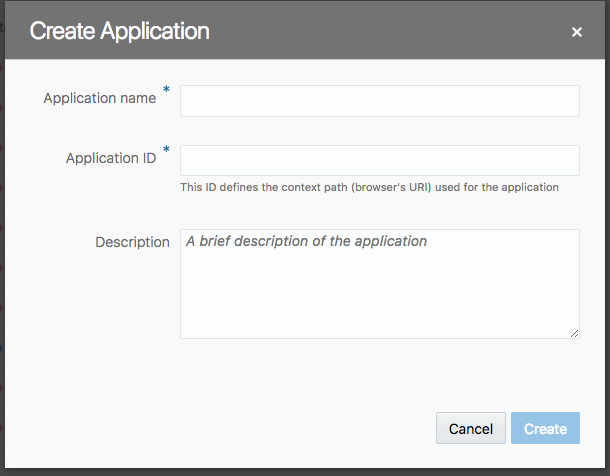 Create Application
×
Application name *
Application ID *
This ID defines the context path (browser's URI) used for the application
Description
A brief description of the application
Cancel
Create